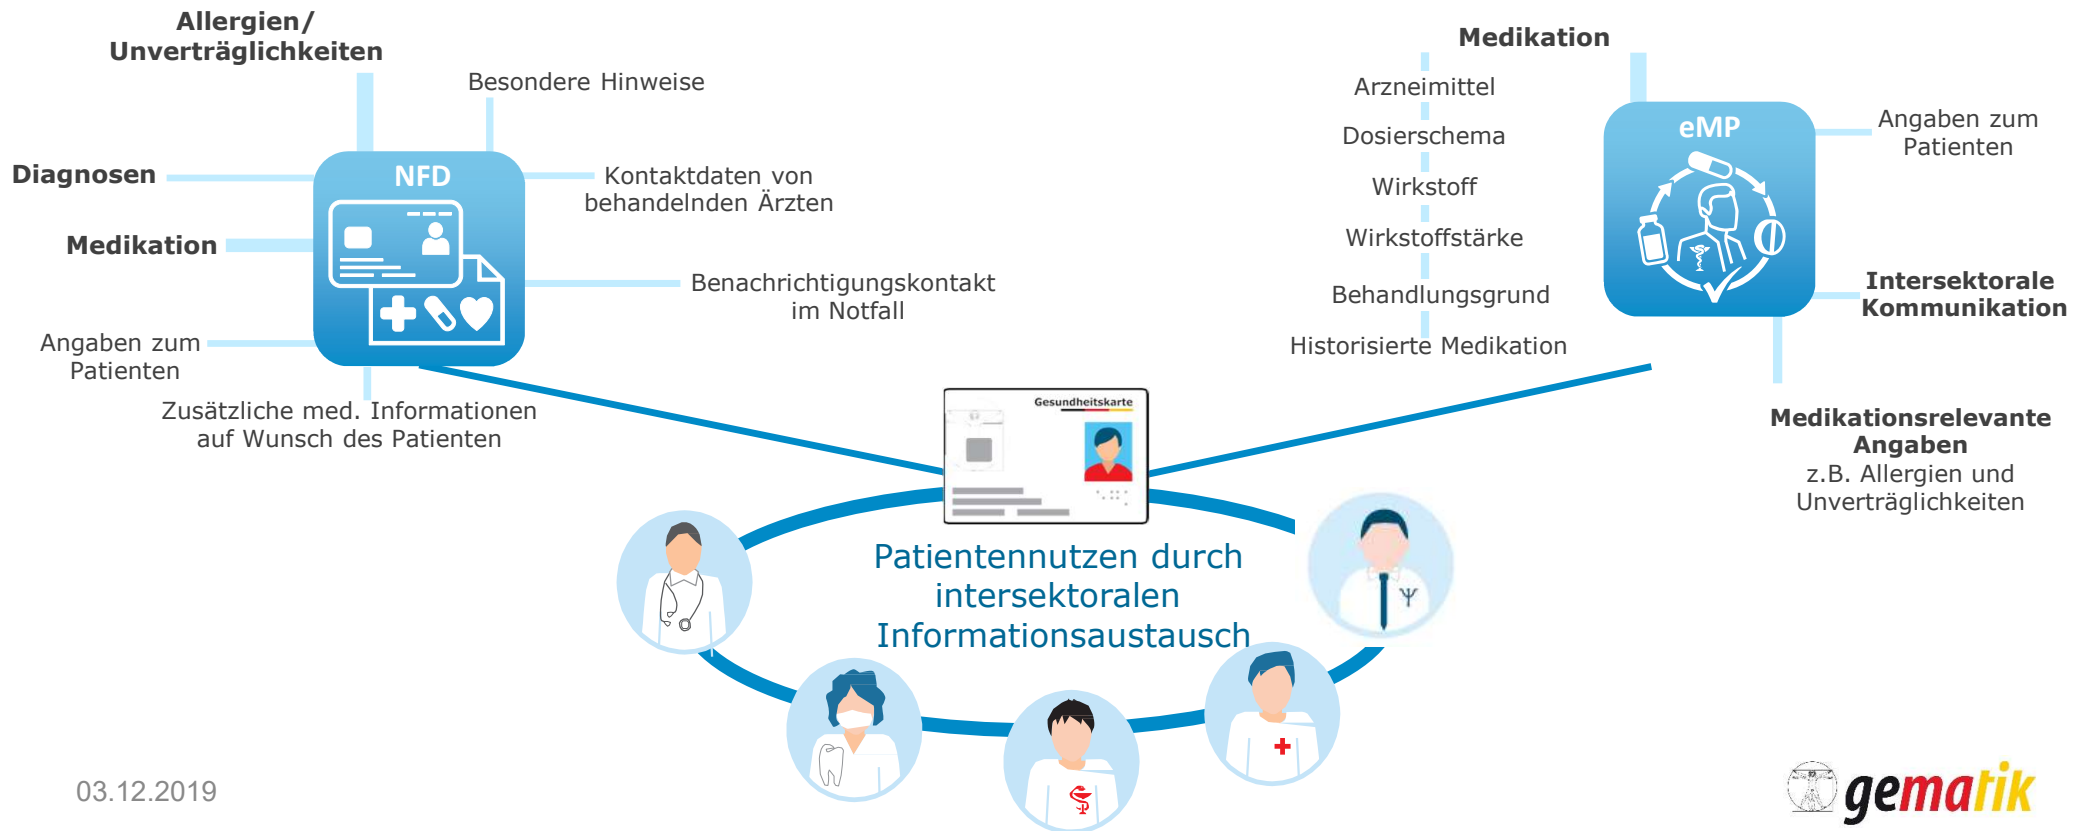 Allergien/
Unverträglichkeiten
Besondere Hinweise
Diagnosen
NFD
Kontaktdaten von
behandelnden Ärzten
Medikation
Benachrichtigungskontakt
im Notfall
Angaben zum
Patienten
Zusätzliche med. Informationen
auf Wunsch des Patienten
Medikation
Arzneimittel
Dosierschema
Wirkstoff
Wirkstoffstärke
Behandlungsgrund
Historisierte Medikation
eMP
Angaben zum
Patienten
Intersektorale
Kommunikation
Medikationsrelevante
Angaben
z.B. Allergien und
Unverträglichkeiten
Gesundheitskarte
Patientennutzen durch
intersektoralen
Informationsaustausch
Ψ
03.12.2019
gematik